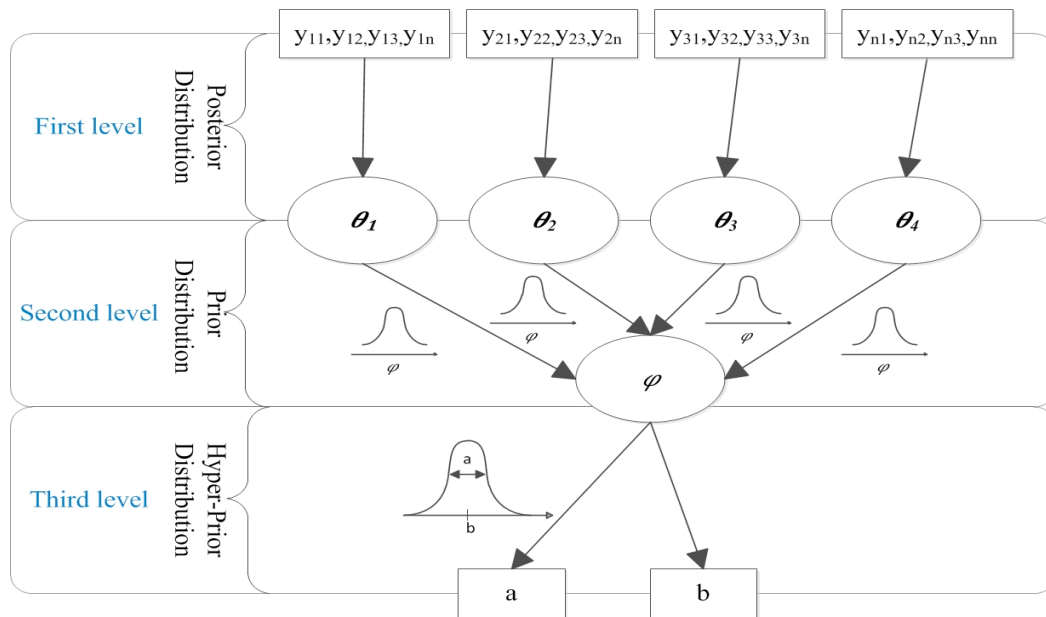 y11,y12,y13,y1n
y21,y22,y23,y2n
y31,y32,y33,y3n
yn1,yn2,yn3,ynn
First level
Posterior
Distribution
θ1
θ2
θ3
θ4
Second level
Prior
Distribution
φ
φ
φ
φ
φ
Third level
Hyper-Prior
Distribution
a
b
a
b